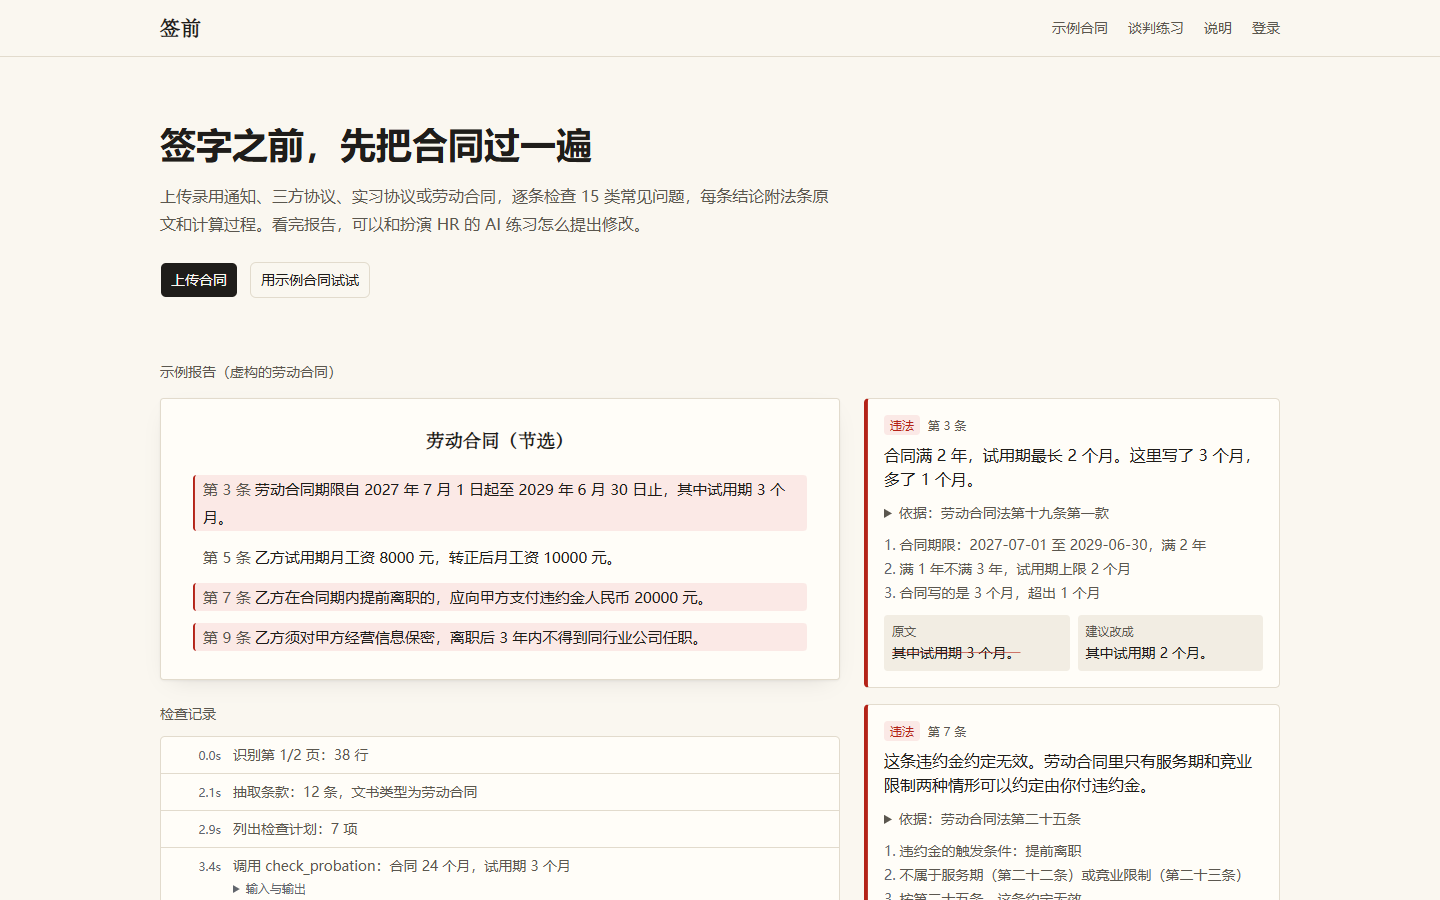 签前
示例合同
谈判练习
说明
登录
签字之前，先把合同过一遍
上传录用通知、三方协议、实习协议或劳动合同，逐条检查 15 类常见问题，每条结论附法条原
文和计算过程。看完报告，可以和扮演 HR 的 AI 练习怎么提出修改。
上传合同
用示例合同试试
示例报告（虚构的劳动合同）
劳动合同（节选）
第 3 条 劳动合同期限自 2027 年 7 月 1 日起至 2029 年 6 月 30 日止，其中试用期 3 个
月。
第 5 条 乙方试用期月工资 8000 元，转正后月工资 10000 元。
第 7 条 乙方在合同期内提前离职的，应向甲方支付违约金人民币 20000 元。
第 9 条 乙方须对甲方经营信息保密，离职后 3 年内不得到同行业公司任职。
检查记录
0.0s 识别第 1/2 页：38 行
2.1s 抽取条款：12 条，文书类型为劳动合同
2.9s 列出检查计划：7 项
3.4s 调用 check_probation：合同 24 个月，试用期 3 个月
▶ 输入与输出
违法 第 3 条
合同满 2 年，试用期最长 2 个月。这里写了 3 个月，
多了 1 个月。
▶ 依据：劳动合同法第十九条第一款
1. 合同期限：2027-07-01 至 2029-06-30，满 2 年
2. 满 1 年不满 3 年，试用期上限 2 个月
3. 合同写的是 3 个月，超出 1 个月
原文
其中试用期 3 个月。
建议改成
其中试用期 2 个月。
违法 第 7 条
这条违约金约定无效。劳动合同里只有服务期和竞业
限制两种情形可以约定由你付违约金。
▶ 依据：劳动合同法第二十五条
1. 违约金的触发条件：提前离职
2. 不属于服务期（第二十二条）或竞业限制（第二十三条）
3. 按第二十五条，这条约定无效